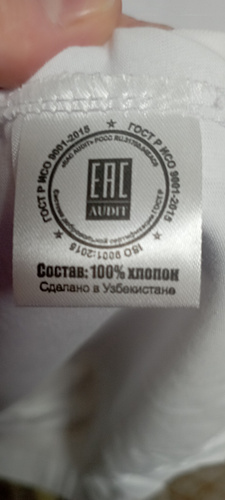 ГОСТ Р ИСО 9001-2015 ★ ГОСТ Р ИСО 9001-2015 ★ ISO 9001:2015 ★
EAC
AUDIT
Состав: 100% хлопок
Сделано в Узбекистане